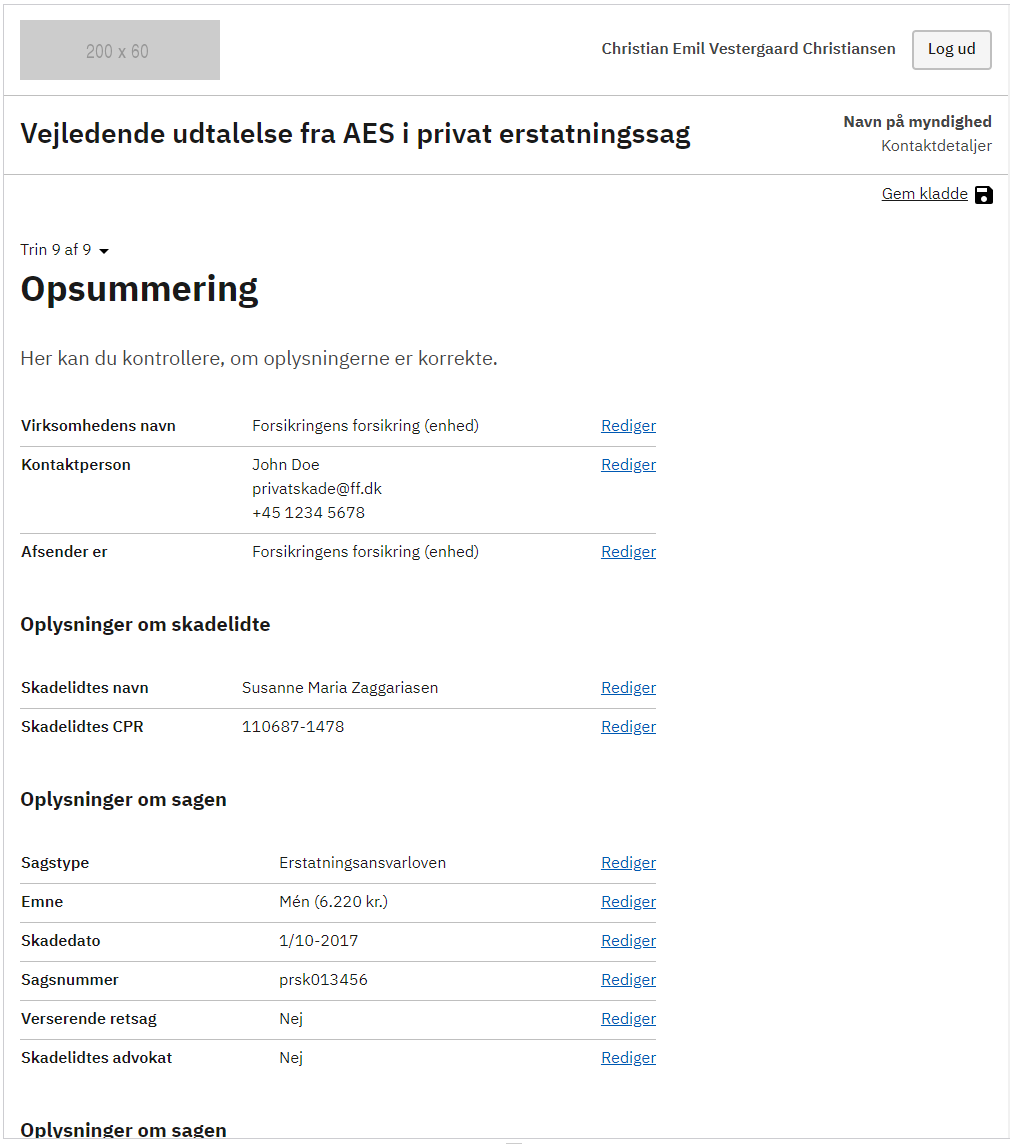 200 x 60
Christian Emil Vestergaard Christiansen Log ud
Vejledende udtalelse fra AES i privat erstatningssag
Navn på myndighed
Kontaktdetaljer
Gem kladde
Trin 9 af 9
Opsummering
Her kan du kontrollere, om oplysningerne er korrekte.
Virksomhedens navn Forsikringens forsikring (enhed) Rediger
Kontaktperson John Doe Rediger
privatskade@ff.dk
+45 1234 5678
Afsender er Forsikringens forsikring (enhed) Rediger
Oplysninger om skadelidte
Skadelidtes navn Susanne Maria Zaggariasen Rediger
Skadelidtes CPR 110687-1478 Rediger
Oplysninger om sagen
Sagstype Erstatningsansvarloven Rediger
Emne Mén (6.220 kr.) Rediger
Skadedato 1/10-2017 Rediger
Sagsnummer prsk013456 Rediger
Verserende retsag Nej Rediger
Skadelidtes advokat Nej Rediger
Oplysninger om sagen